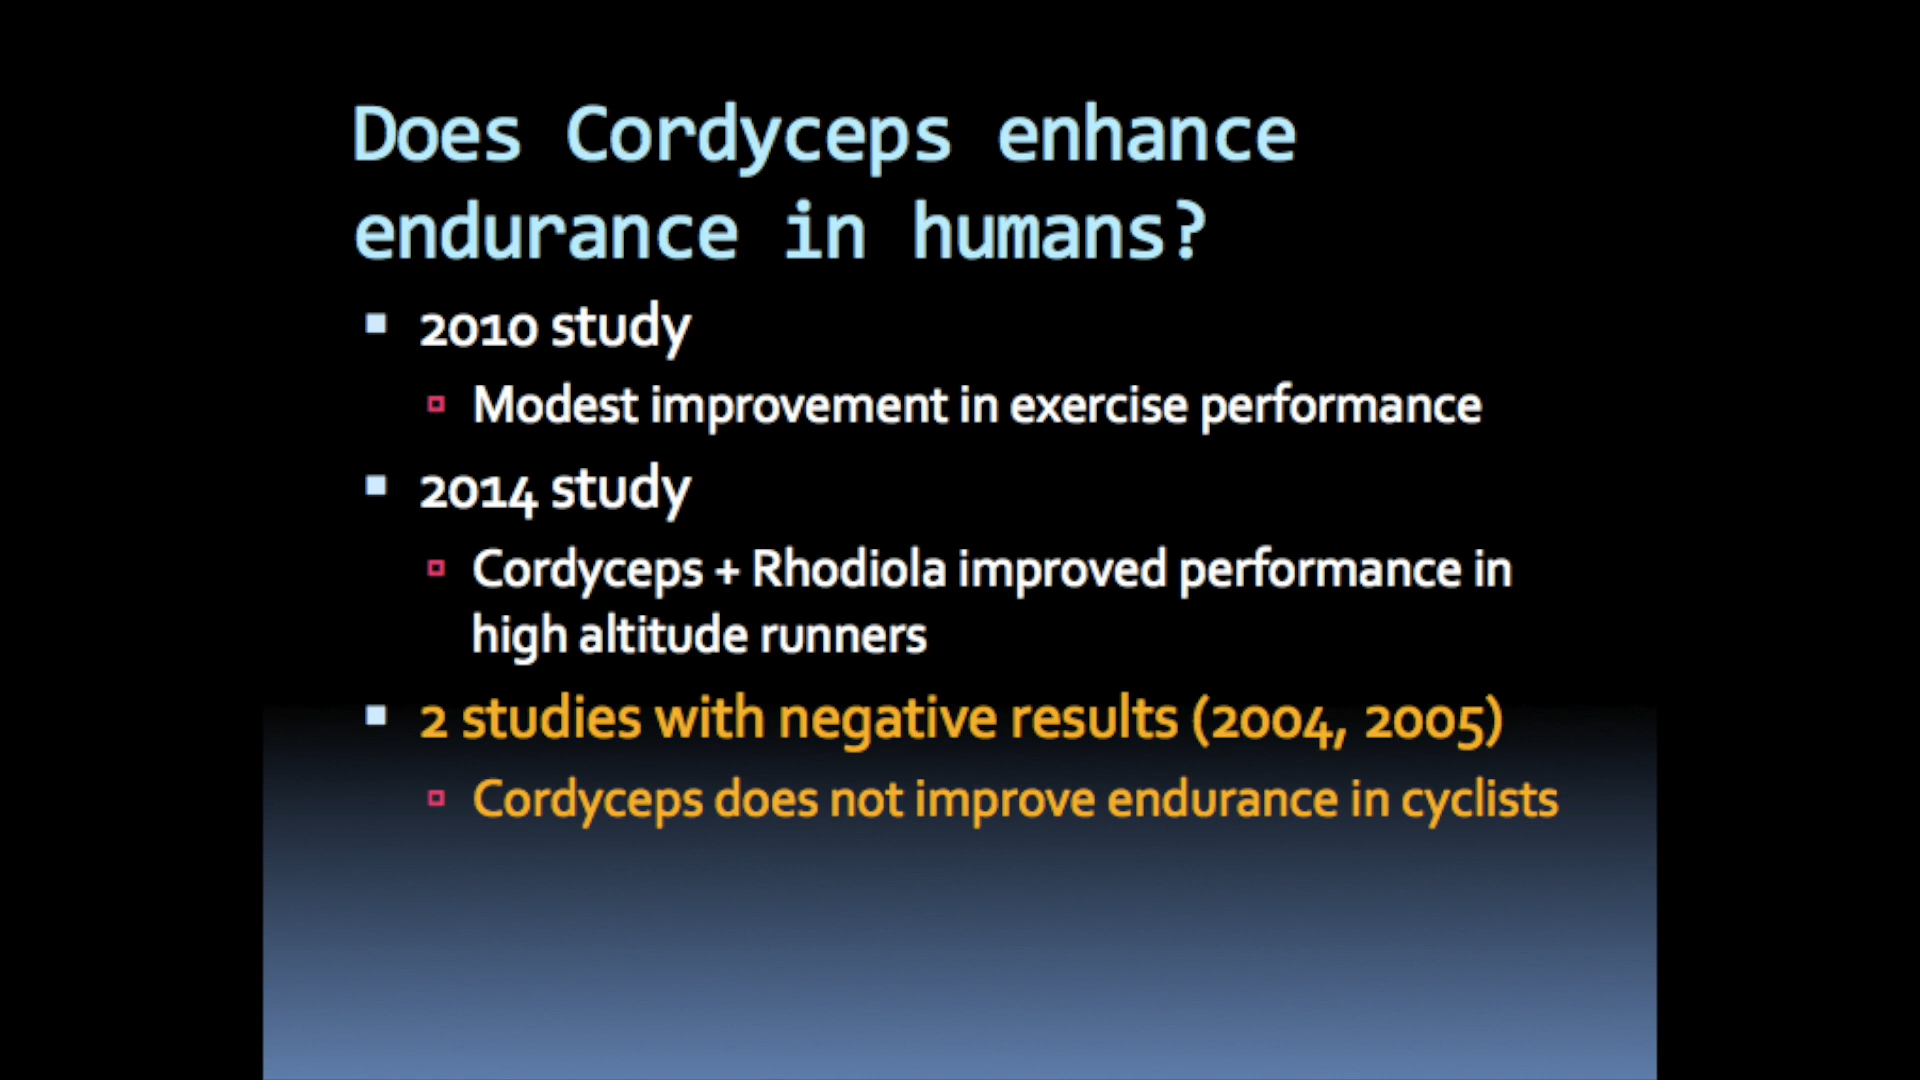 Does Cordyceps enhance
endurance in humans?
2010 study
Modest improvement in exercise performance
2014 study
Cordyceps + Rhodiola improved performance in
high altitude runners
2 studies with negative results (2004, 2005)
Cordyceps does not improve endurance in cyclists